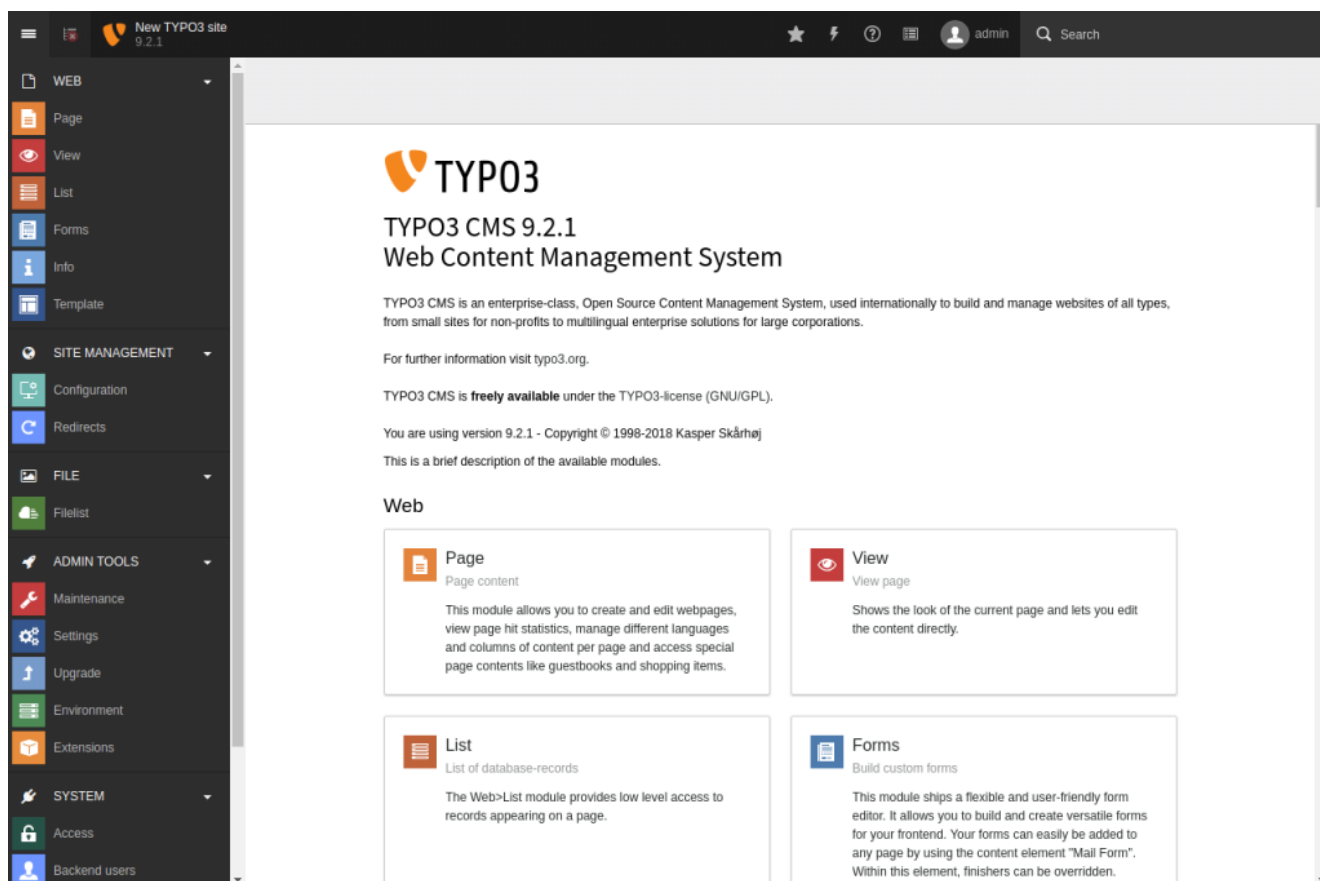 New TYPO3 site
9.2.1
admin
Search
WEB
Page
View
List
Forms
Info
Template
SITE MANAGEMENT
Configuration
Redirects
FILE
Filelist
ADMIN TOOLS
Maintenance
Settings
Upgrade
Environment
Extensions
SYSTEM
Access
Backend users
TYPO3
TYPO3 CMS 9.2.1
Web Content Management System
TYPO3 CMS is an enterprise-class, Open Source Content Management System, used internationally to build and manage websites of all types,
from small sites for non-profits to multilingual enterprise solutions for large corporations.
For further information visit typo3.org.
TYPO3 CMS is freely available under the TYPO3-license (GNU/GPL).
You are using version 9.2.1 - Copyright © 1998-2018 Kasper Skårhøj
This is a brief description of the available modules.
Web
Page
Page content
This module allows you to create and edit webpages,
view page hit statistics, manage different languages
and columns of content per page and access special
page contents like guestbooks and shopping items.
View
View page
Shows the look of the current page and lets you edit
the content directly.
List
List of database-records
The Web>List module provides low level access to
records appearing on a page.
Forms
Build custom forms
This module ships a flexible and user-friendly form
editor. It allows you to build and create versatile forms
for your frontend. Your forms can easily be added to
any page by using the content element "Mail Form".
Within this element, finishers can be overridden.